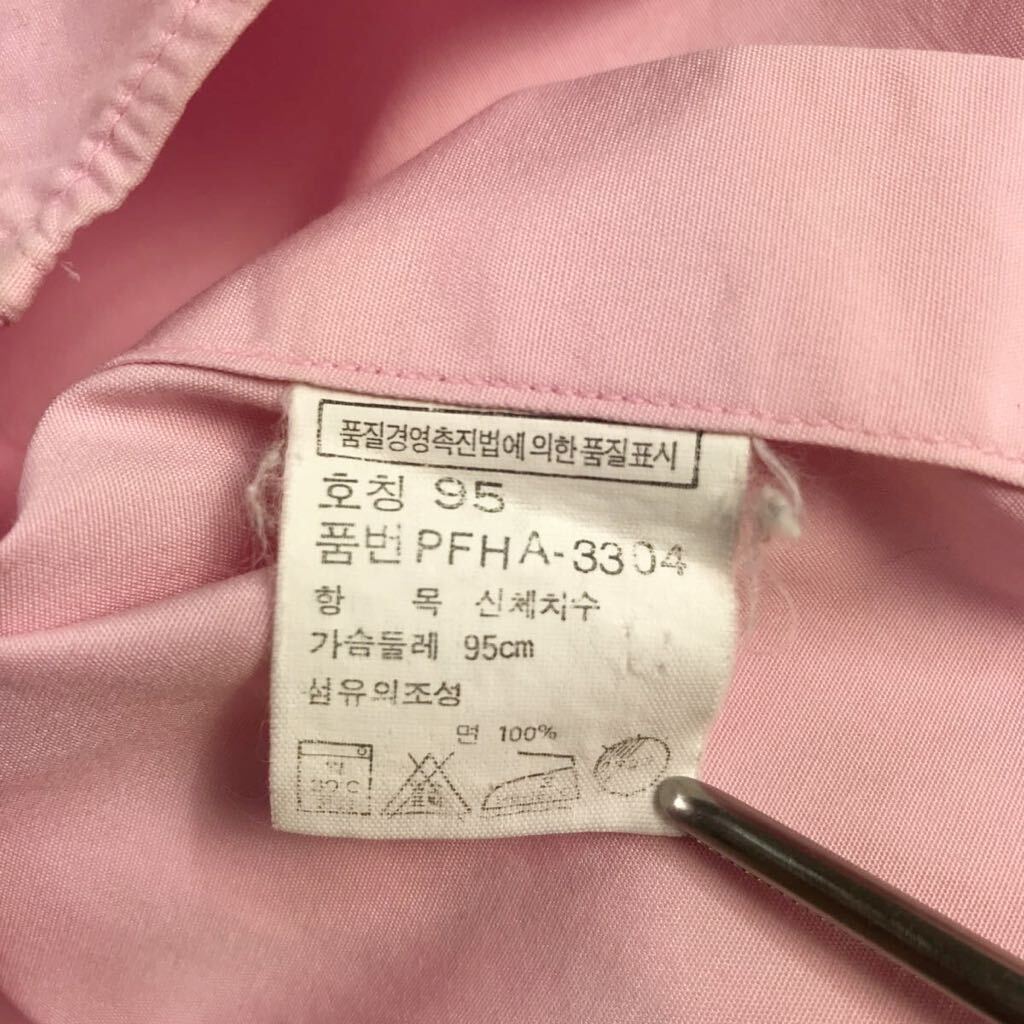 품질경영촉진법에 의한 품질표시
호칭 95
품번 PFHA-3304
항 목 신체치수
가슴둘레 95cm
섬유의조성
면 100%